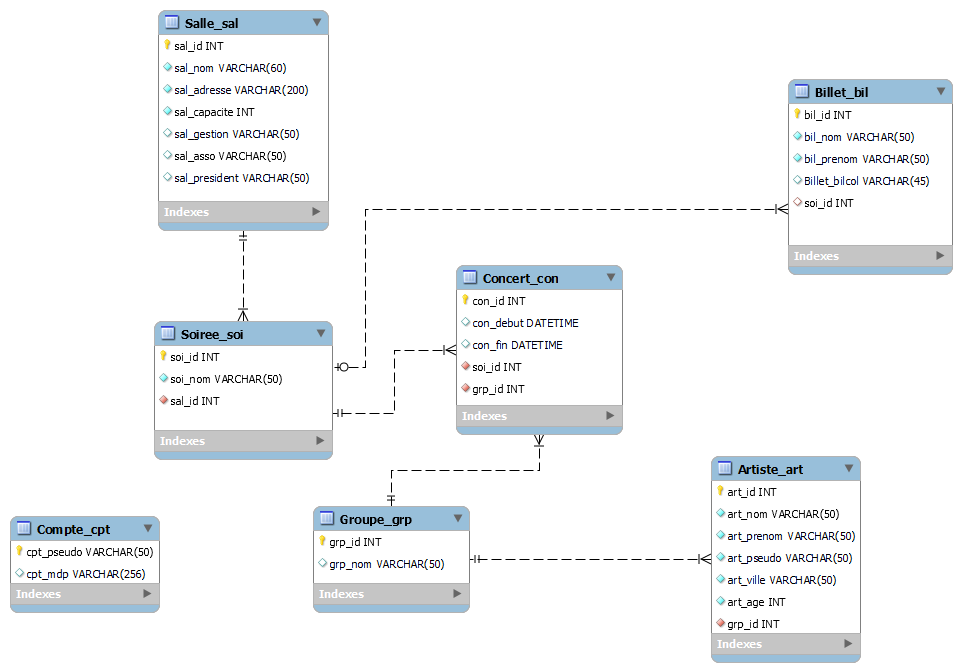 Salle_sal
sal_id INT
sal_nom VARCHAR(60)
sal_adresse VARCHAR(200)
sal_capacite INT
sal_gestion VARCHAR(50)
sal_asso VARCHAR(50)
sal_president VARCHAR(50)
Indexes
Billet_bil
bil_id INT
bil_nom VARCHAR(50)
bil_prenom VARCHAR(50)
Billet_bilcol VARCHAR(45)
soi_id INT
Indexes
Concert_con
con_id INT
con_debut DATETIME
con_fin DATETIME
soi_id INT
grp_id INT
Indexes
Soiree_soi
soi_id INT
soi_nom VARCHAR(50)
sal_id INT
Indexes
Artiste_art
art_id INT
art_nom VARCHAR(50)
art_prenom VARCHAR(50)
art_pseudo VARCHAR(50)
art_ville VARCHAR(50)
art_age INT
grp_id INT
Indexes
Groupe_grp
grp_id INT
grp_nom VARCHAR(50)
Indexes
Compte_cpt
cpt_pseudo VARCHAR(50)
cpt_mdp VARCHAR(256)
Indexes